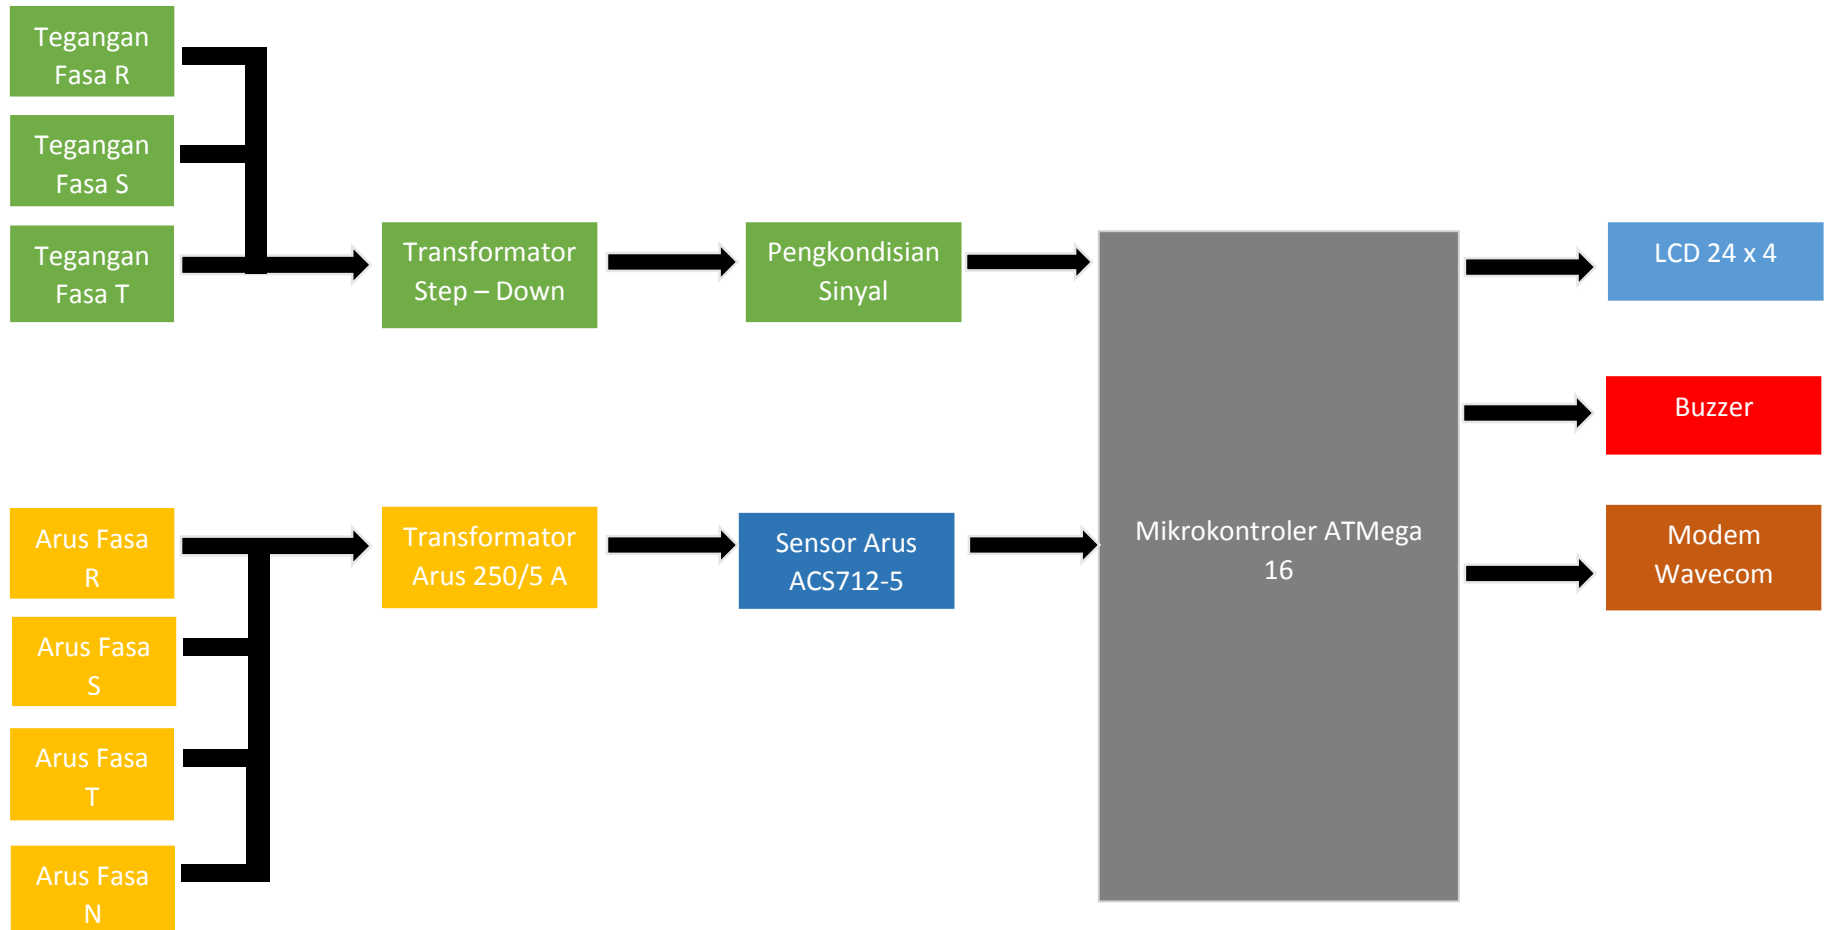 Tegangan
Fasa R
Tegangan
Fasa S
Tegangan
Fasa T
Transformator
Step – Down
Pengkondisian
Sinyal
LCD 24 x 4
Buzzer
Arus Fasa
R
Transformator
Arus 250/5 A
Sensor Arus
ACS712-5
Mikrokontroler ATMega
16
Modem
Wavecom
Arus Fasa
S
Arus Fasa
T
Arus Fasa
N